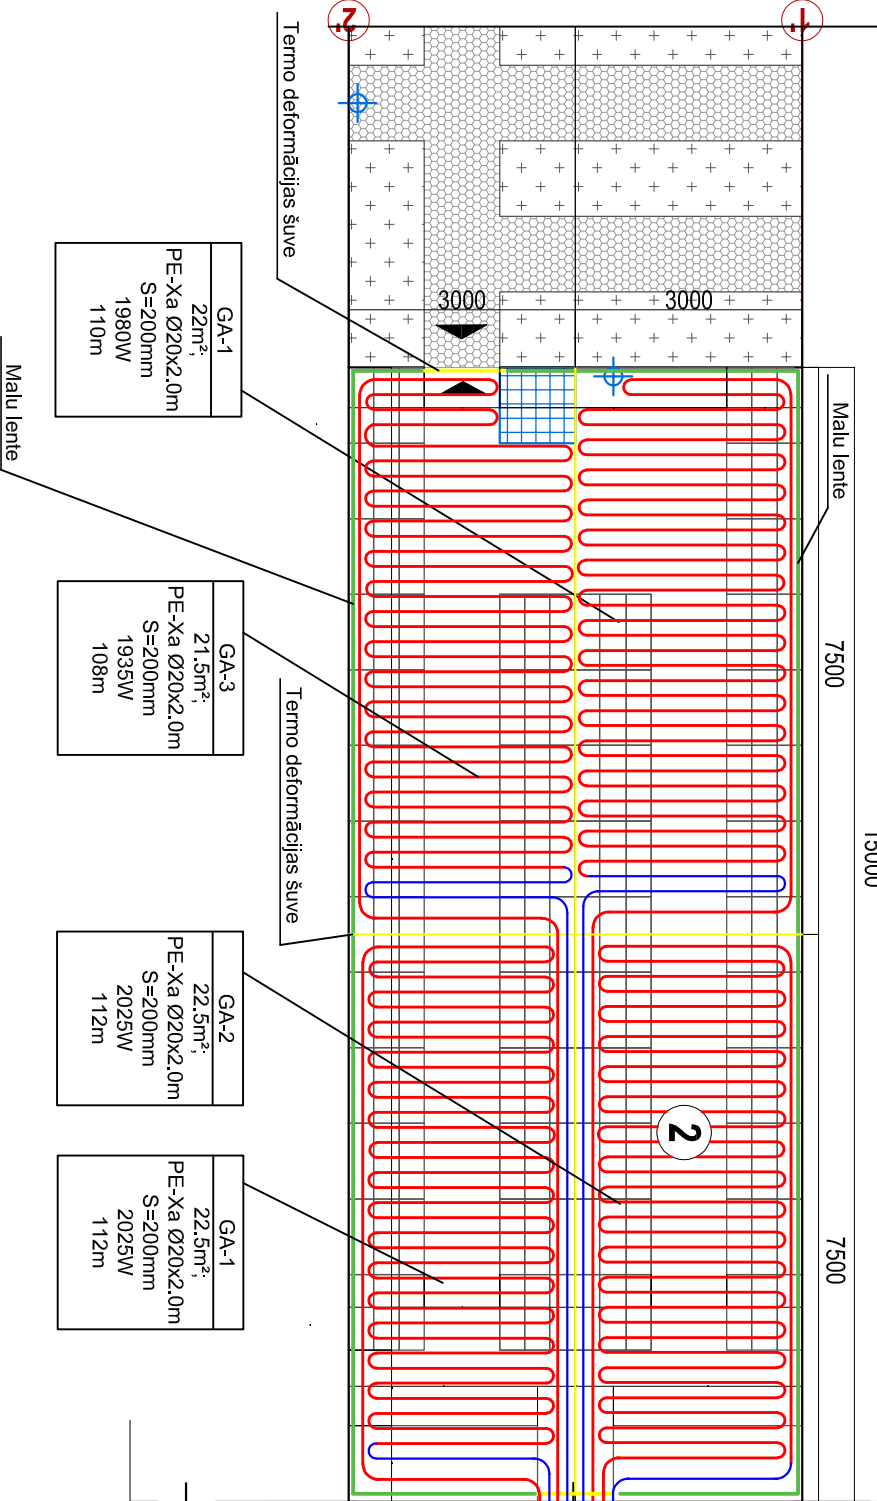 2'
1'
Termo deformācijas šuve
3000
3000
GA-1
22m²;
PE-Xa Ø20x2.0m
S=200mm
1980W
110m
Malu lente
Malu lente
7500
15000
GA-3
21.5m²;
PE-Xa Ø20x2.0m
S=200mm
1935W
108m
Termo deformācijas šuve
GA-2
22.5m²;
PE-Xa Ø20x2.0m
S=200mm
2025W
112m
2
7500
GA-1
22.5m²;
PE-Xa Ø20x2.0m
S=200mm
2025W
112m